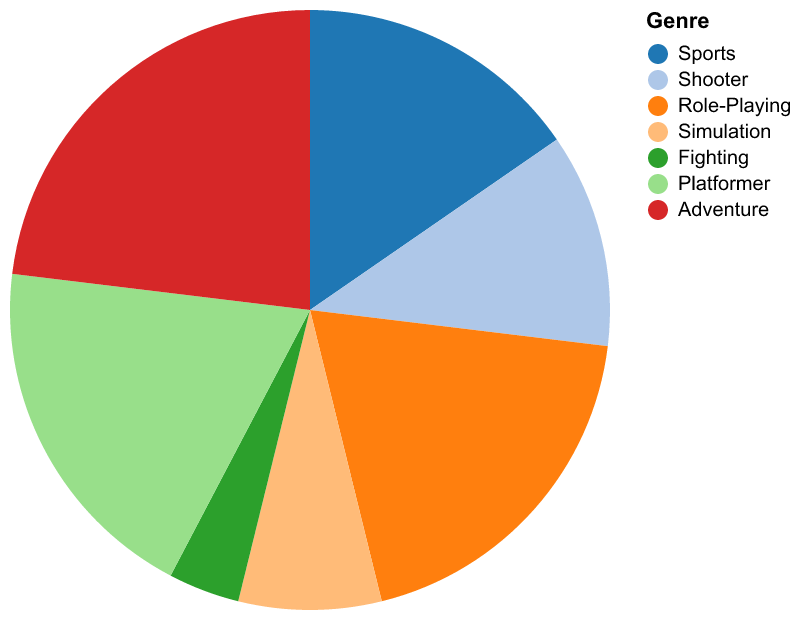 Genre
Sports
Shooter
Role-Playing
Simulation
Fighting
Platformer
Adventure